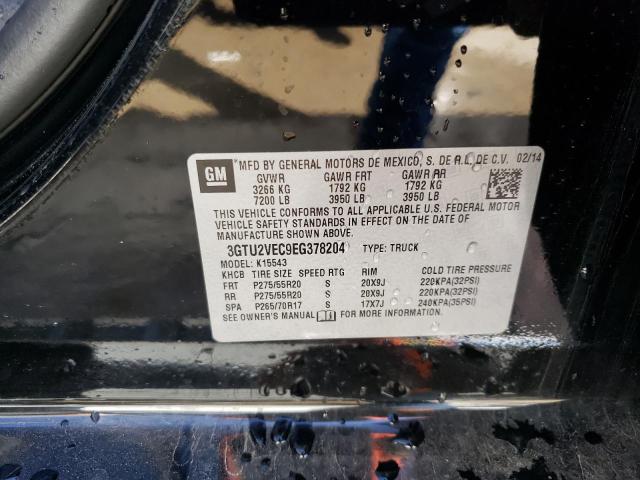 GM
*MFD BY GENERAL MOTORS DE MEXICO, S. DE R.L. DE C.V. 02/14
GVWR GAWR FRT GAWR RR
3266 KG 1792 KG 1792 KG
7200 LB 3950 LB 3950 LB
THIS VEHICLE CONFORMS TO ALL APPLICABLE U.S. FEDERAL MOTOR
VEHICLE SAFETY STANDARDS IN EFFECT ON THE DATE OF
MANUFACTURE SHOWN ABOVE.
3GTU2VEC9EG378204 TYPE: TRUCK
MODEL: K15543
KHCB TIRE SIZE SPEED RTG RIM COLD TIRE PRESSURE
FRT P275/55R20 S 20X9J 220KPA(32PSI)
RR P275/55R20 S 20X9J 220KPA(32PSI)
SPA P265/70R17 S 17X7J 240KPA(35PSI)
SEE OWNER'S MANUAL FOR MORE INFORMATION.